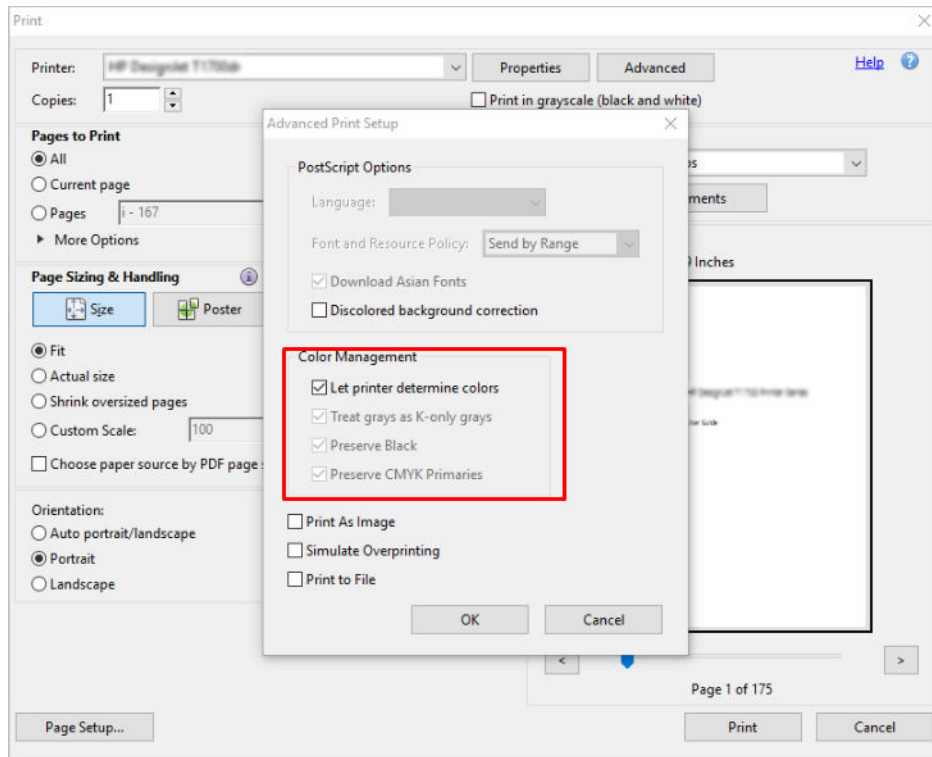 Print
Printer:
Properties
Advanced
Help
Copies:
1
Print in grayscale (black and white)
Pages to Print
All
Current page
Pages
i - 167
More Options
Page Sizing & Handling
Size
Poster
Fit
Actual size
Shrink oversized pages
Custom Scale:
100
Choose paper source by PDF page
Orientation:
Auto portrait/landscape
Portrait
Landscape
Advanced Print Setup
PostScript Options
Language:
Font and Resource Policy:
Send by Range
Download Asian Fonts
Discolored background correction
Color Management
Let printer determine colors
Treat grays as K-only grays
Preserve Black
Preserve CMYK Primaries
Print As Image
Simulate Overprinting
Print to File
OK
Cancel
Inches
Guide
<
>
Page 1 of 175
Page Setup...
Print
Cancel